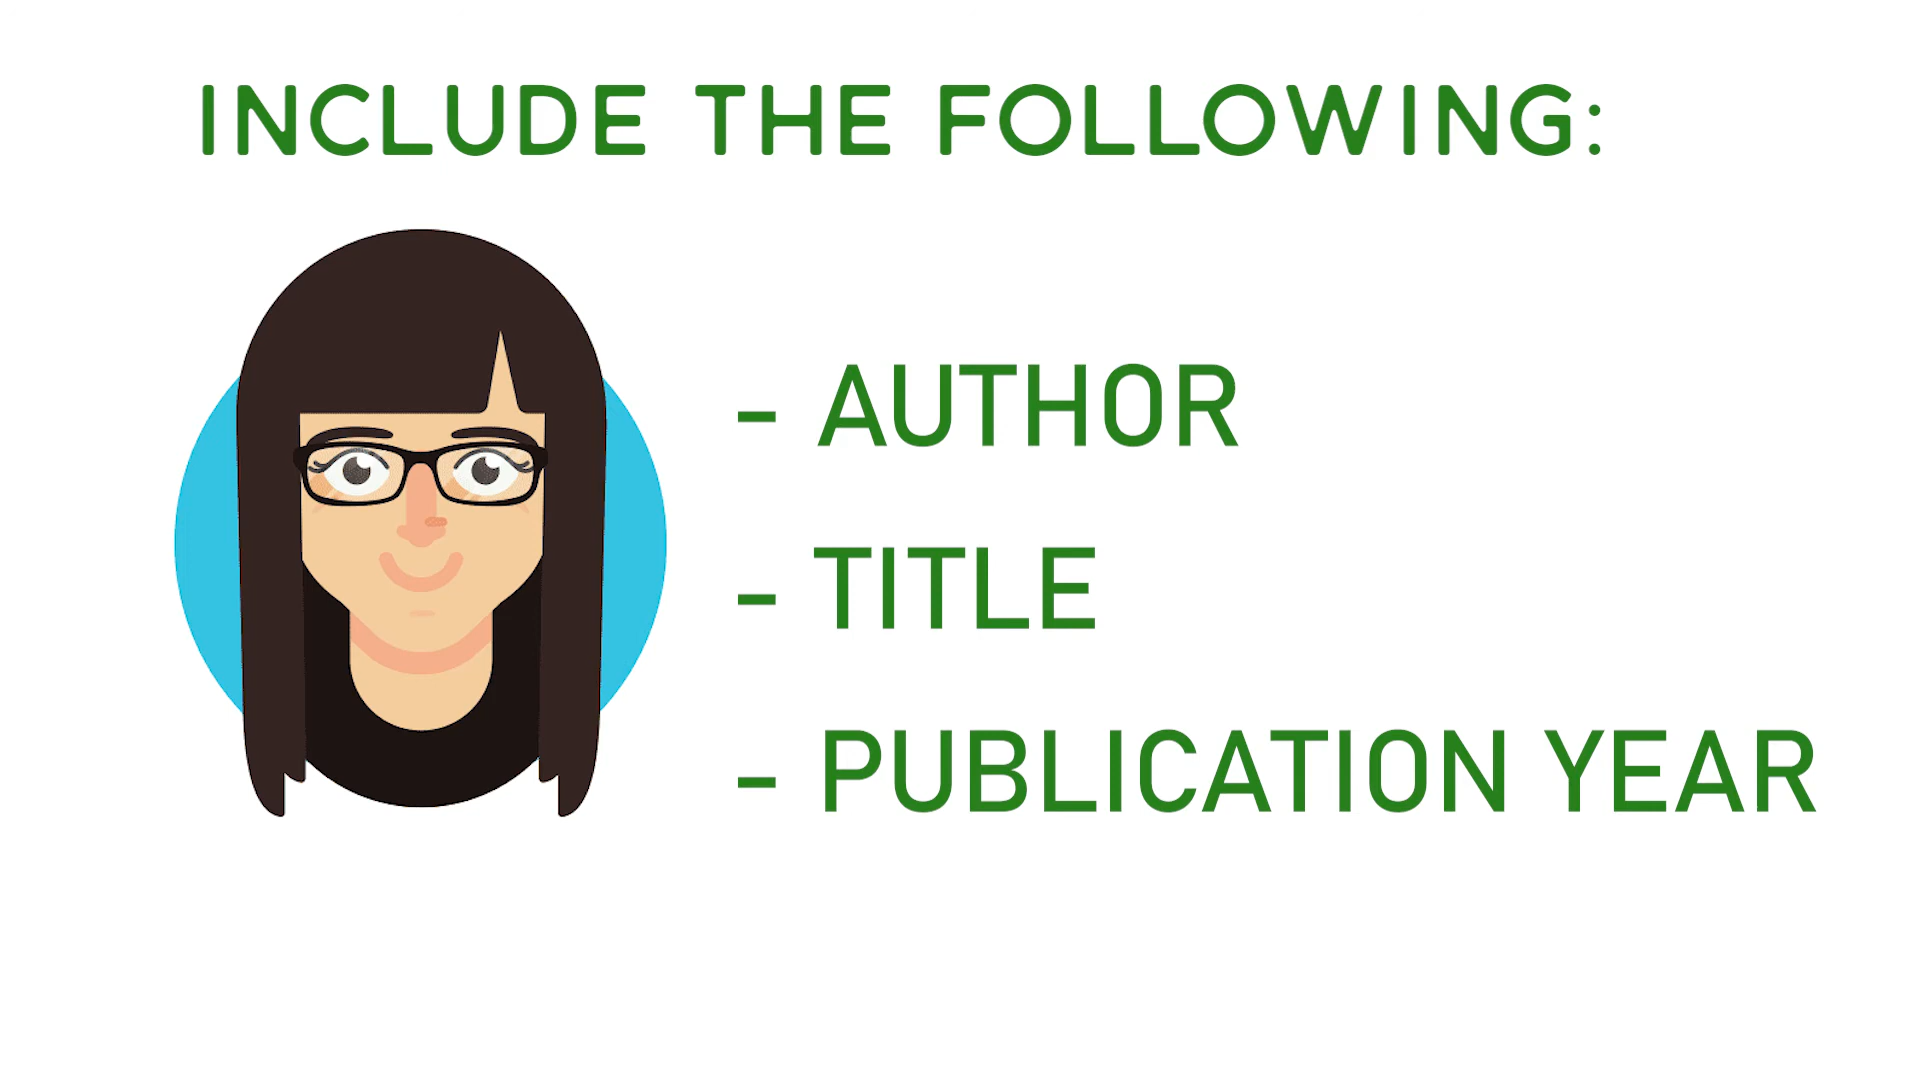 INCLUDE THE FOLLOWING:
- AUTHOR
- TITLE
- PUBLICATION YEAR